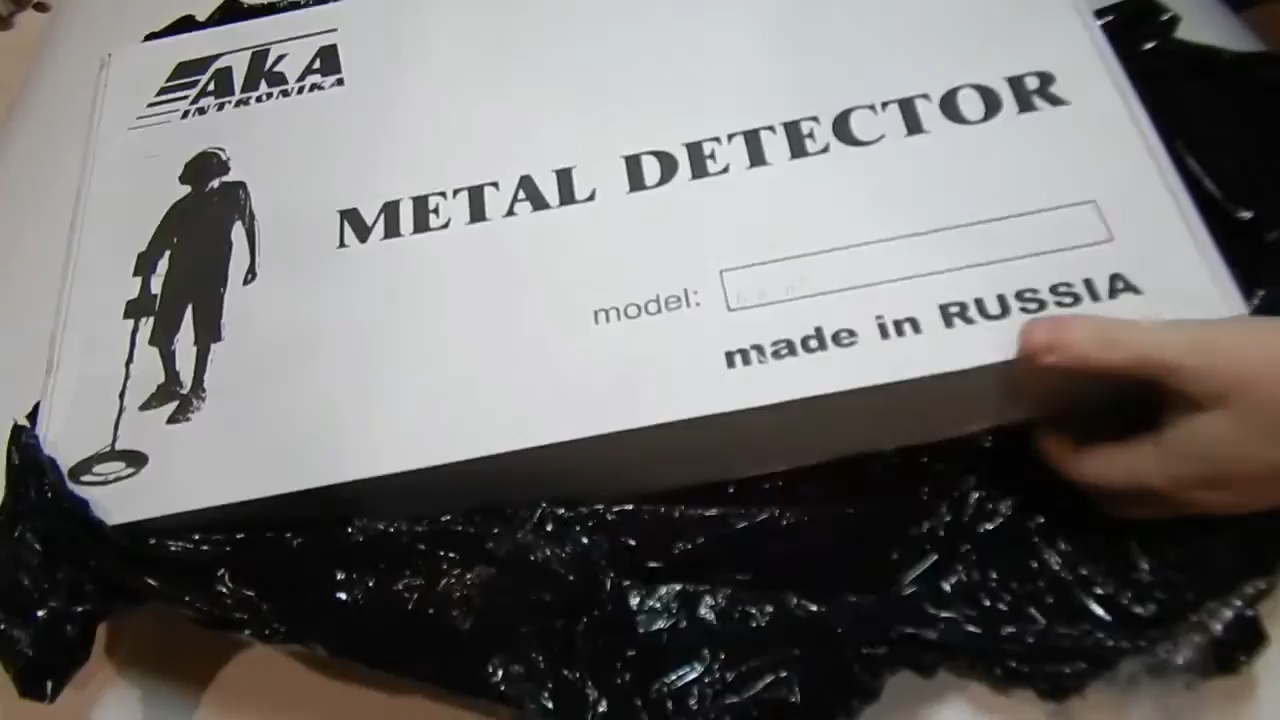 AKA
INTRONIKA
METAL DETECTOR
model:
made in RUSSIA